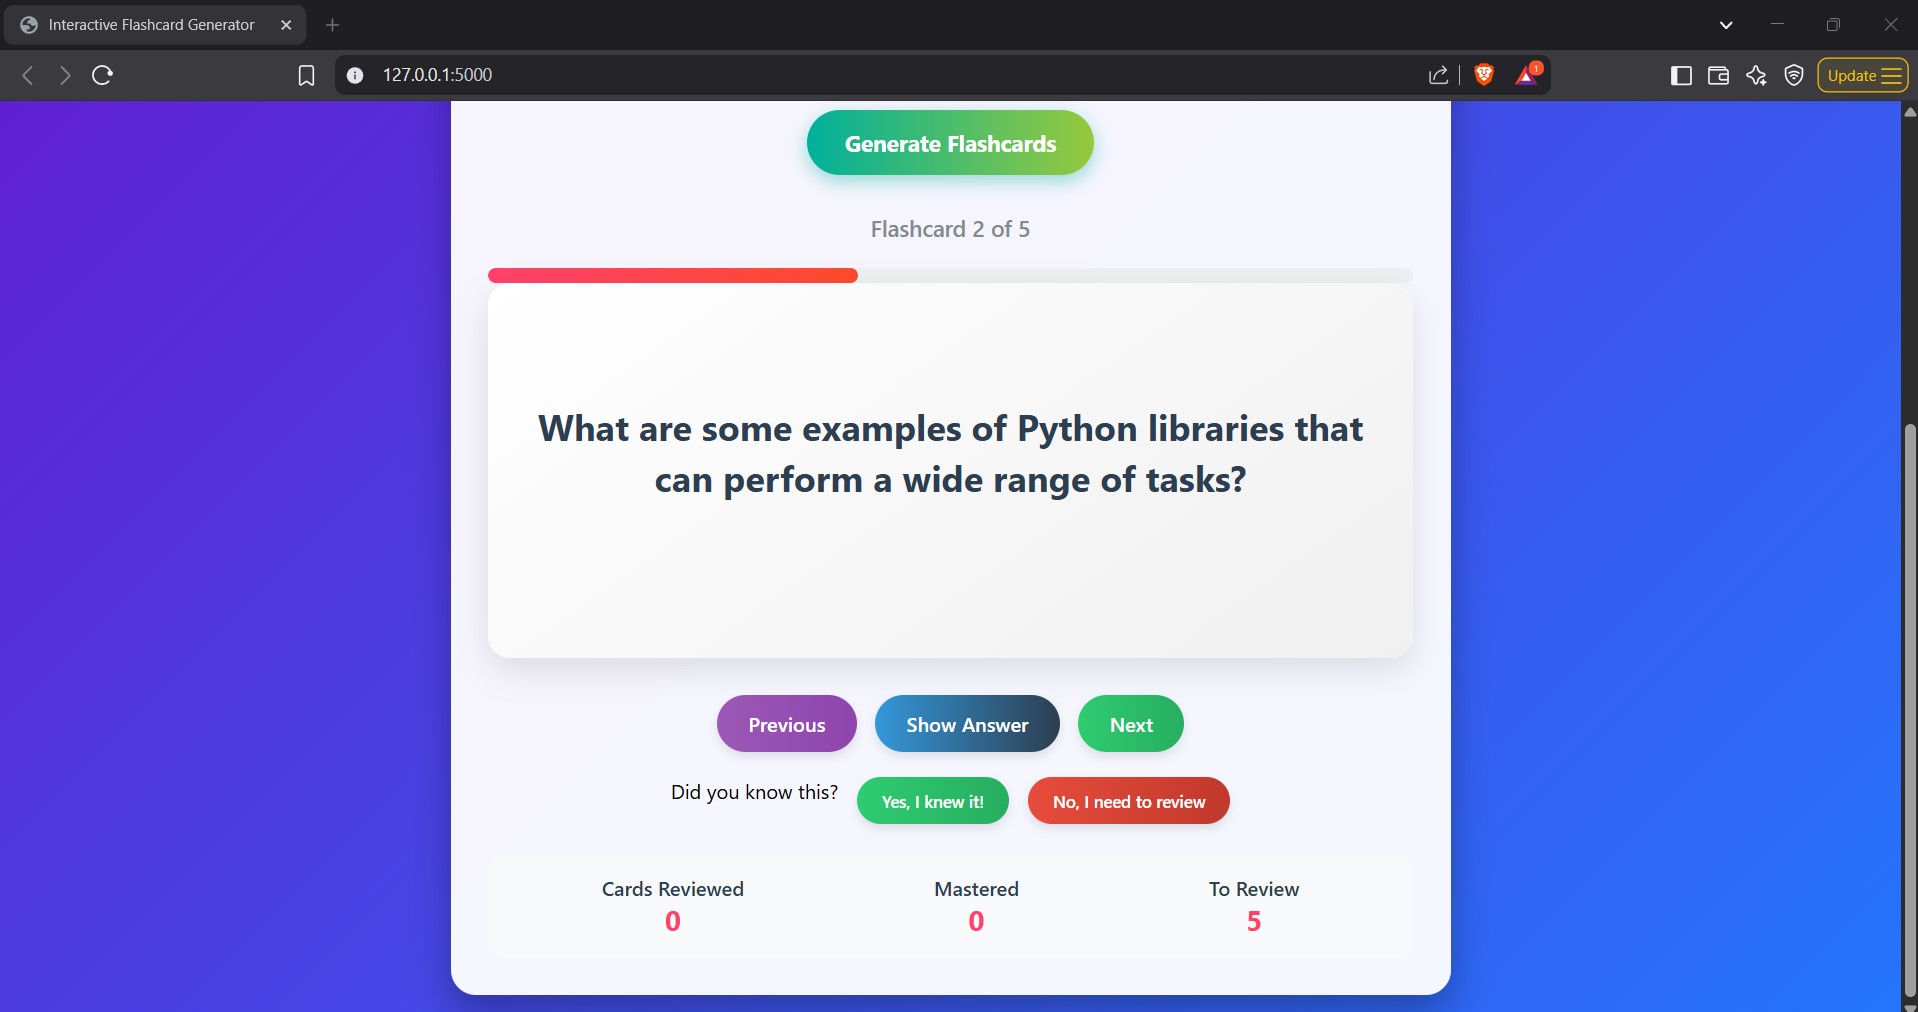 Interactive Flashcard Generator
127.0.0.1:5000
1
Update
Generate Flashcards
Flashcard 2 of 5
What are some examples of Python libraries that
can perform a wide range of tasks?
Previous
Show Answer
Next
Did you know this?
Yes, I knew it!
No, I need to review
Cards Reviewed
Mastered
To Review
0
0
5